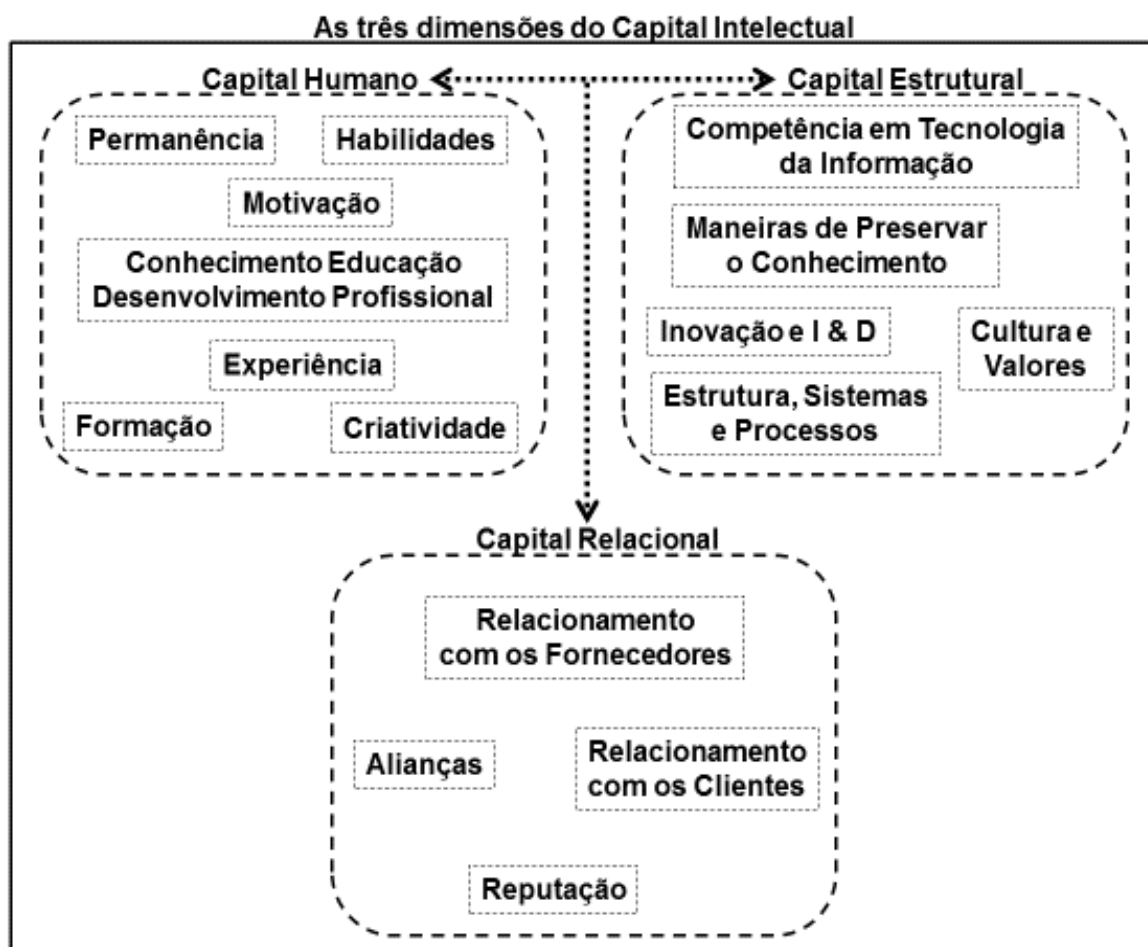 As três dimensões do Capital Intelectual
Capital Humano
Permanência
Habilidades
Motivação
Conhecimento Educação
Desenvolvimento Profissional
Experiência
Formação
Criatividade
Capital Estrutural
Competência em Tecnologia
da Informação
Maneiras de Preservar
o Conhecimento
Inovação e I & D
Cultura e
Valores
Estrutura, Sistemas
e Processos
Capital Relacional
Relacionamento
com os Fornecedores
Alianças
Relacionamento
com os Clientes
Reputação